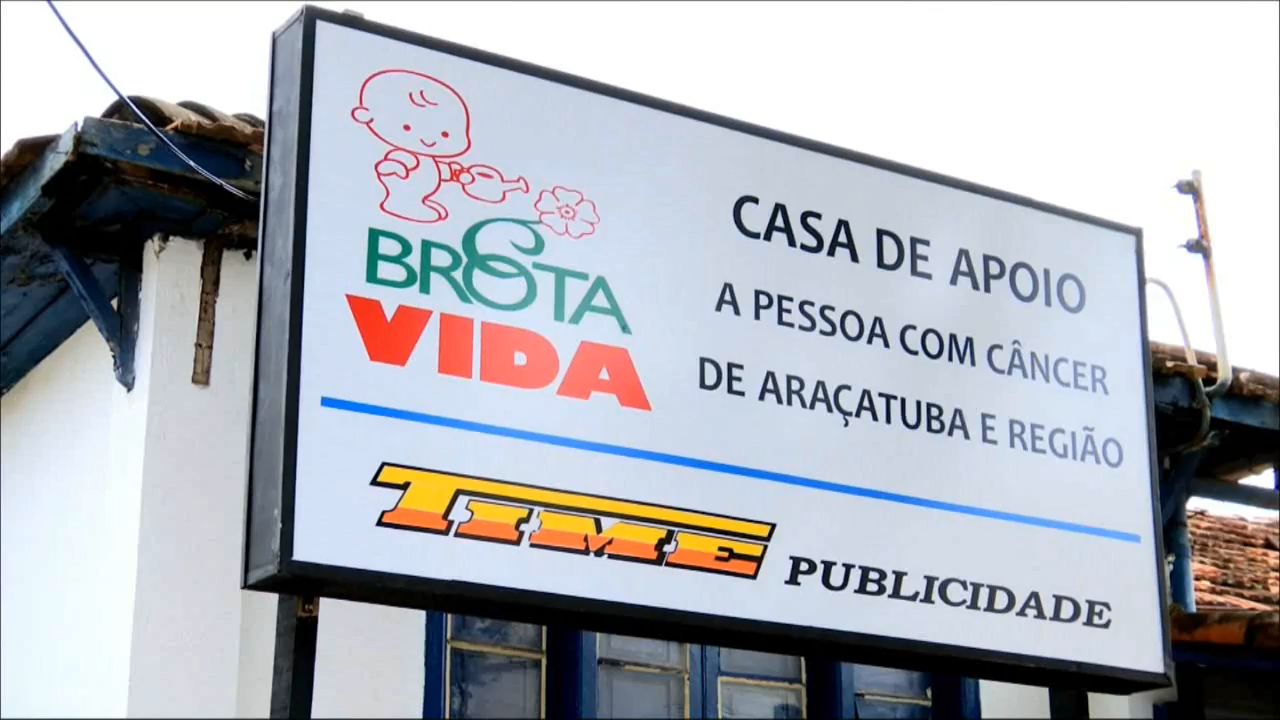 BROTA
VIDA
CASA DE APOIO
A PESSOA COM CÂNCER
DE ARAÇATUBA E REGIÃO
TIME PUBLICIDADE